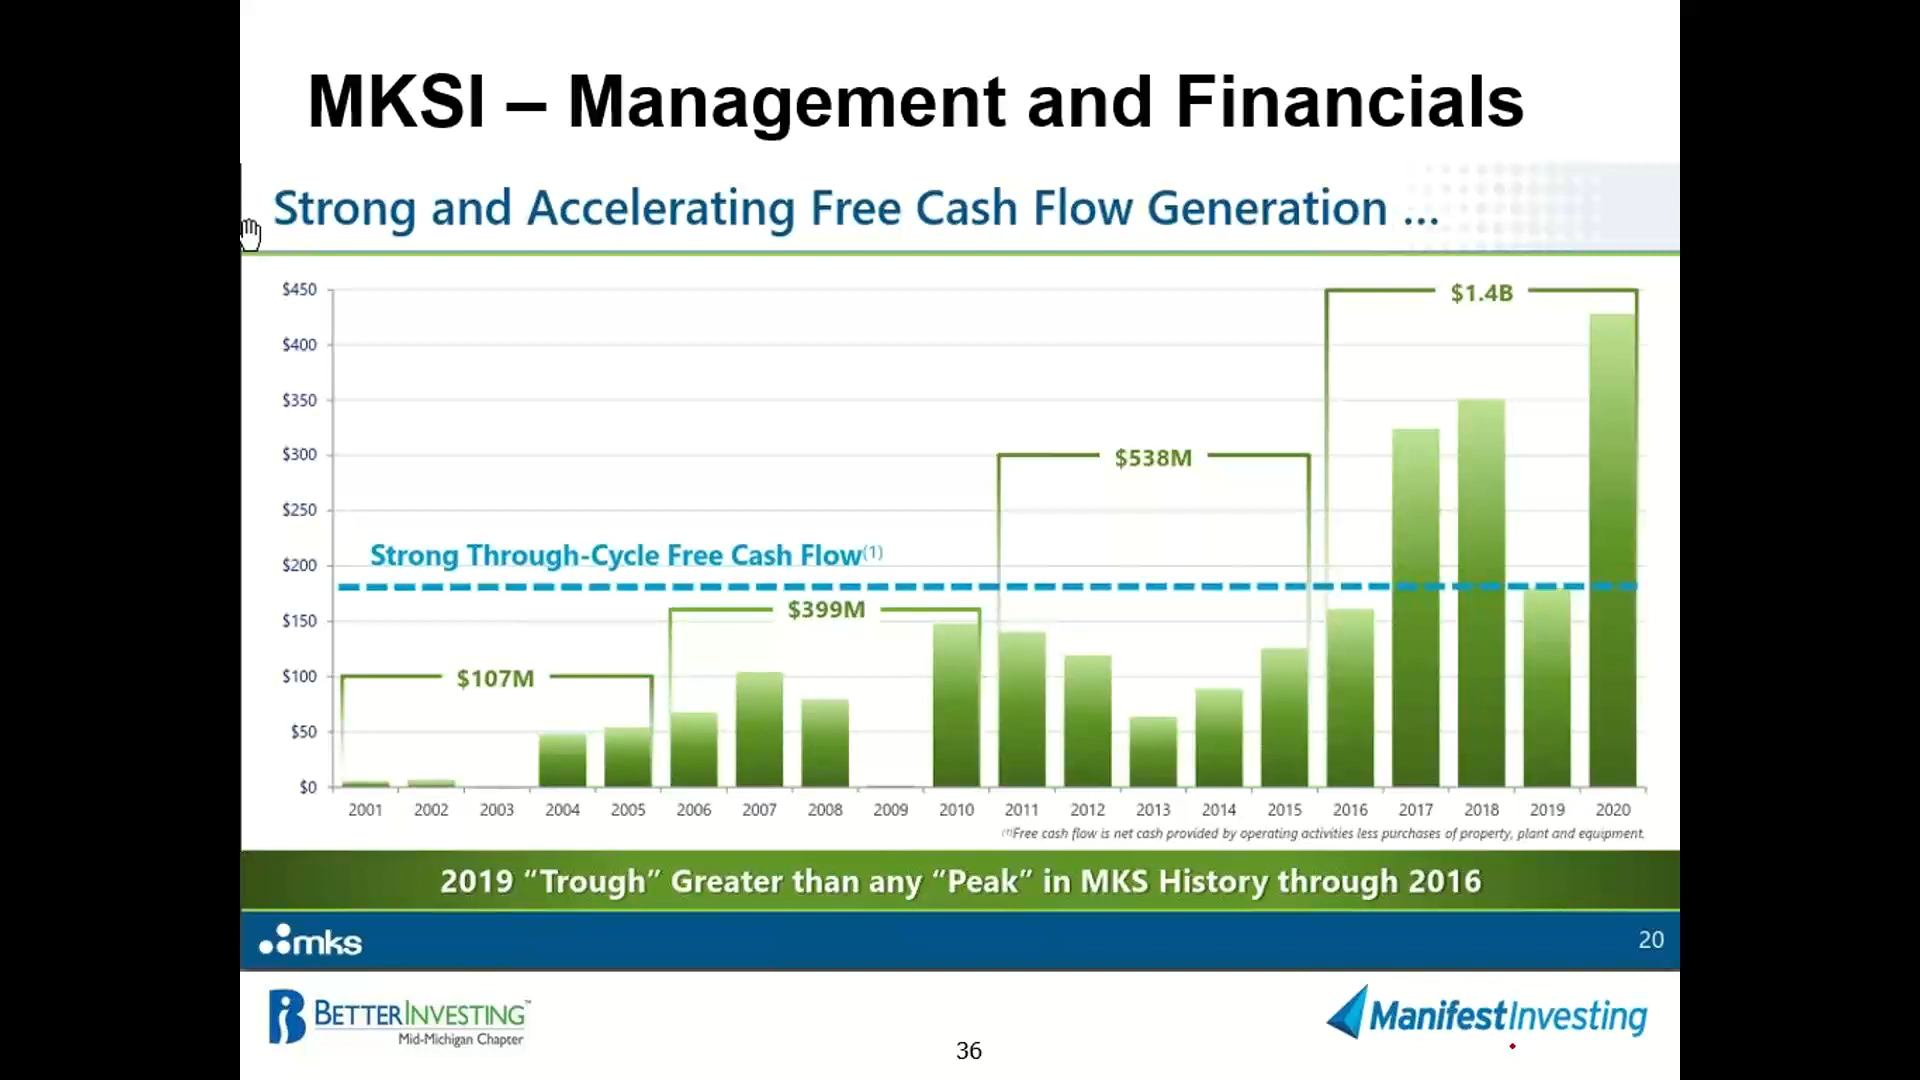 MKSI – Management and Financials
Strong and Accelerating Free Cash Flow Generation ...
$450
$400
$350
$300
$250
$200
$150
$100
$50
$0
$1.4B
$538M
Strong Through-Cycle Free Cash Flow(1)
$399M
$107M
2001 2002 2003 2004 2005 2006 2007 2008 2009 2010 2011 2012 2013 2014 2015 2016 2017 2018 2019 2020
(1)Free cash flow is net cash provided by operating activities less purchases of property, plant and equipment.
2019 “Trough” Greater than any “Peak” in MKS History through 2016
mks
20
BETTERINVESTING™
Mid-Michigan Chapter
ManifestInvesting
36